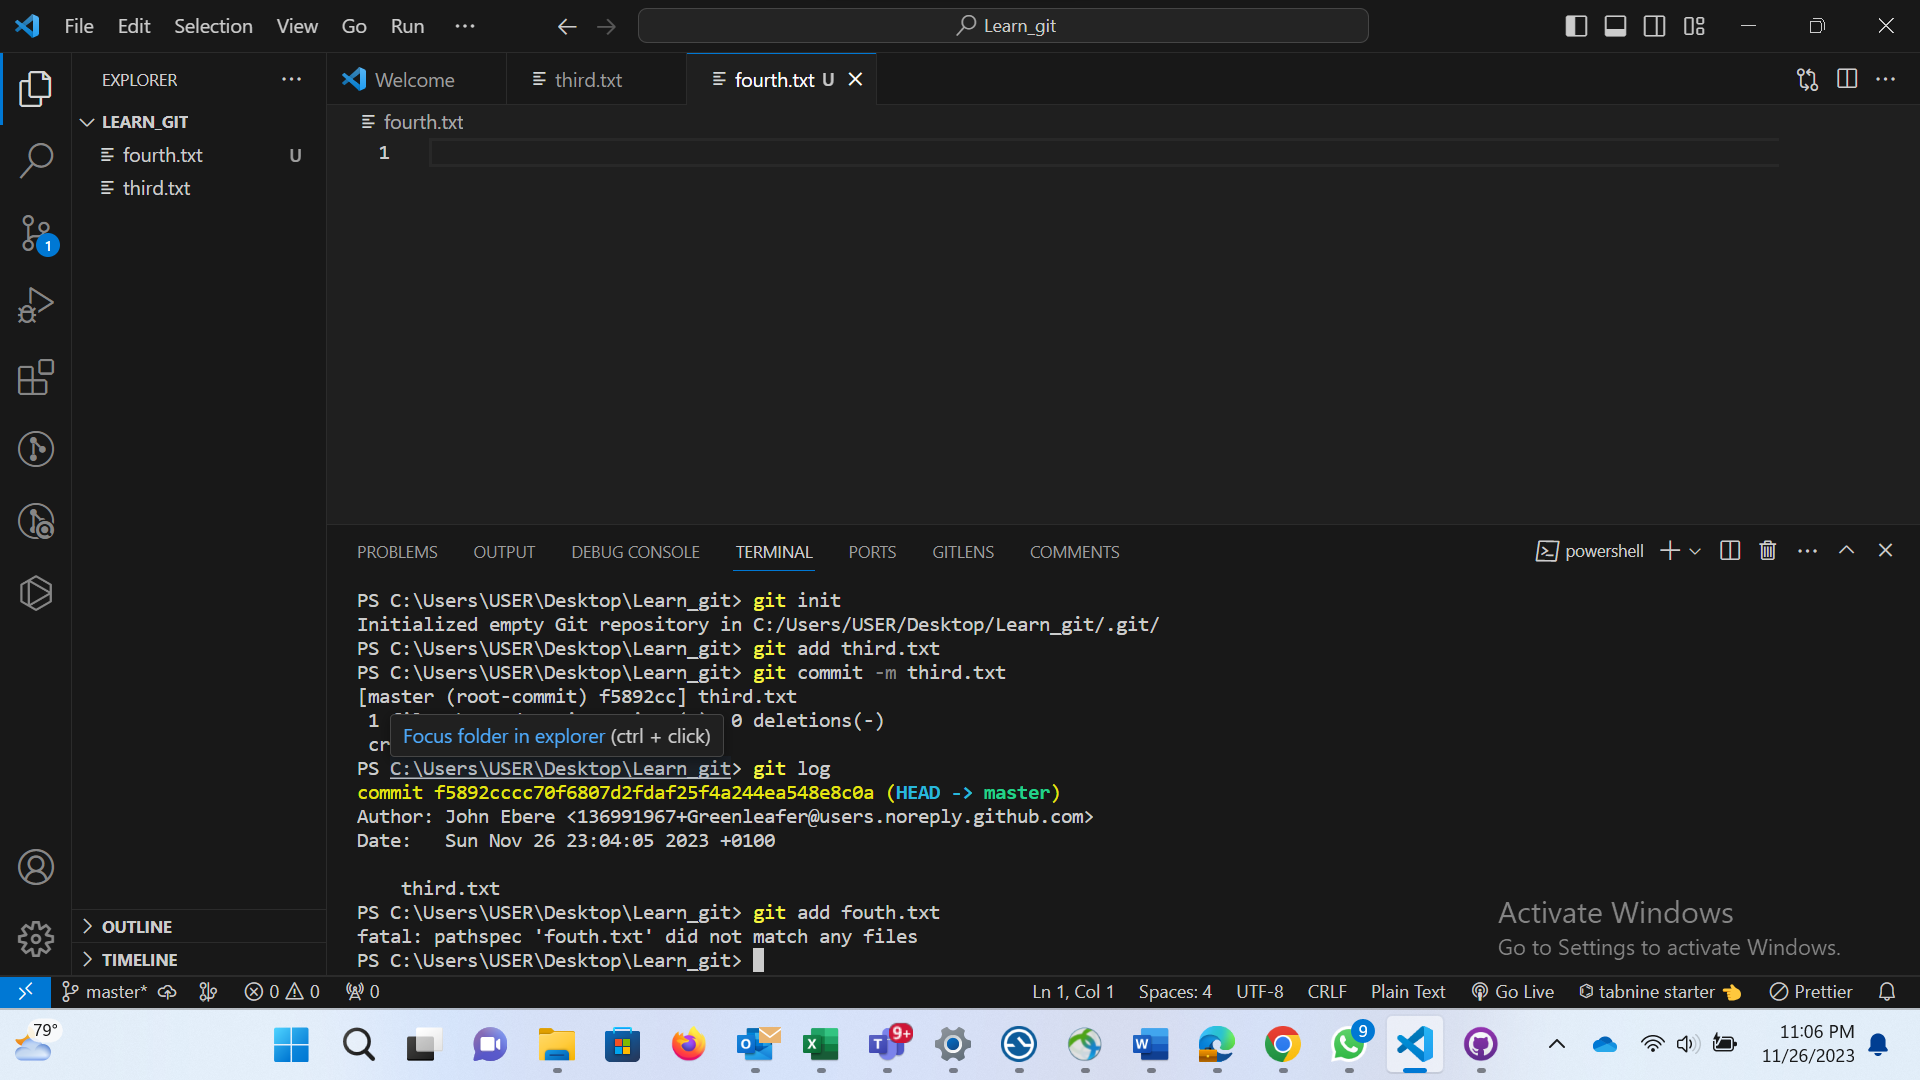 File Edit Selection View Go Run ··· Learn_git
EXPLORER ···
LEARN_GIT
fourth.txt U
third.txt
Welcome third.txt fourth.txt U
fourth.txt
1
1
PROBLEMS OUTPUT DEBUG CONSOLE TERMINAL PORTS GITLENS COMMENTS powershell
PS C:\Users\USER\Desktop\Learn_git> git init
Initialized empty Git repository in C:/Users/USER/Desktop/Learn_git/.git/
PS C:\Users\USER\Desktop\Learn_git> git add third.txt
PS C:\Users\USER\Desktop\Learn_git> git commit -m third.txt
[master (root-commit) f5892cc] third.txt
1 0 deletions(-)
Focus folder in explorer (ctrl + click)
cr
PS C:\Users\USER\Desktop\Learn_git> git log
commit f5892cccc70f6807d2fdaf25f4a244ea548e8c0a (HEAD -> master)
Author: John Ebere <136991967+Greenleafer@users.noreply.github.com>
Date: Sun Nov 26 23:04:05 2023 +0100
third.txt
PS C:\Users\USER\Desktop\Learn_git> git add fouth.txt
fatal: pathspec 'fouth.txt' did not match any files
PS C:\Users\USER\Desktop\Learn_git>
OUTLINE
TIMELINE
Activate Windows
Go to Settings to activate Windows.
master* 0 0 0 Ln 1, Col 1 Spaces: 4 UTF-8 CRLF Plain Text Go Live tabnine starter Prettier
79° 9+ 9 11:06 PM
11/26/2023